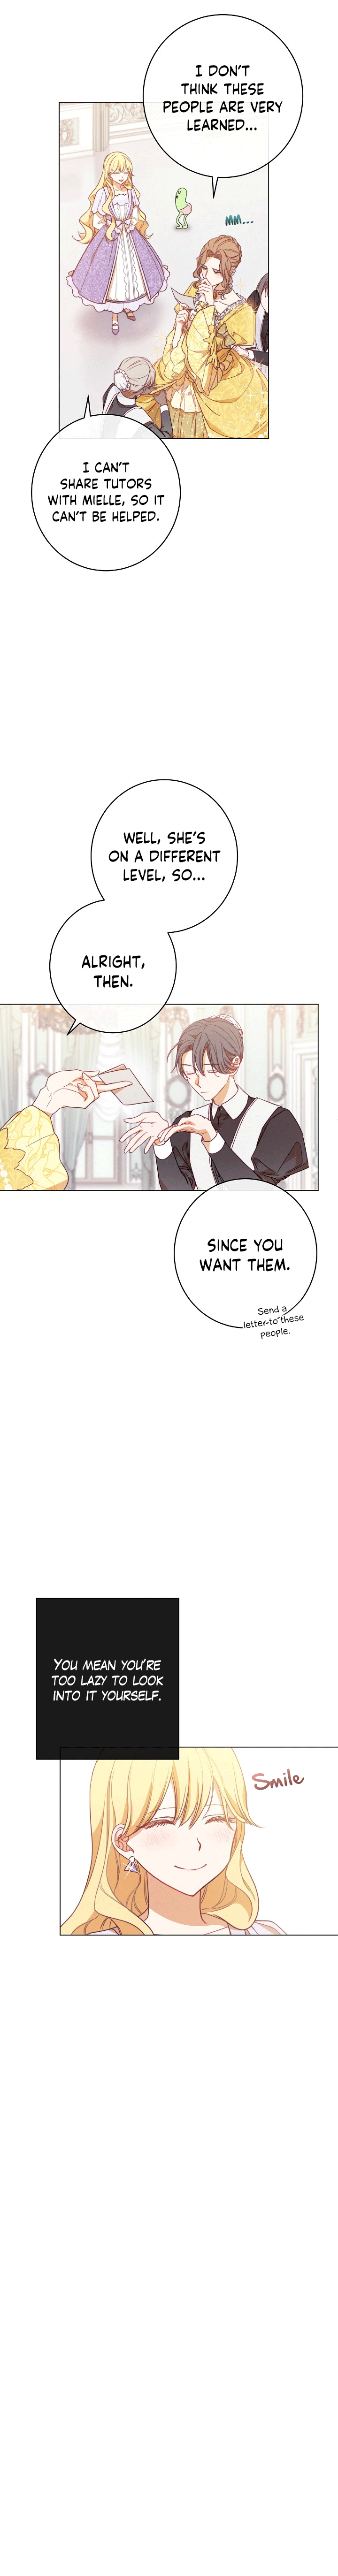 I DON'T
THINK THESE
PEOPLE ARE VERY
LEARNED...
MM...
I CAN'T
SHARE TUTORS
WITH MIELLE, SO IT
CAN'T BE HELPED.
WELL, SHE'S
ON A DIFFERENT
LEVEL, SO...
ALRIGHT,
THEN.
SINCE YOU
WANT THEM.
Send a
letter to these
people.
YOU MEAN YOU'RE
TOO LAZY TO LOOK
INTO IT YOURSELF.
Smile